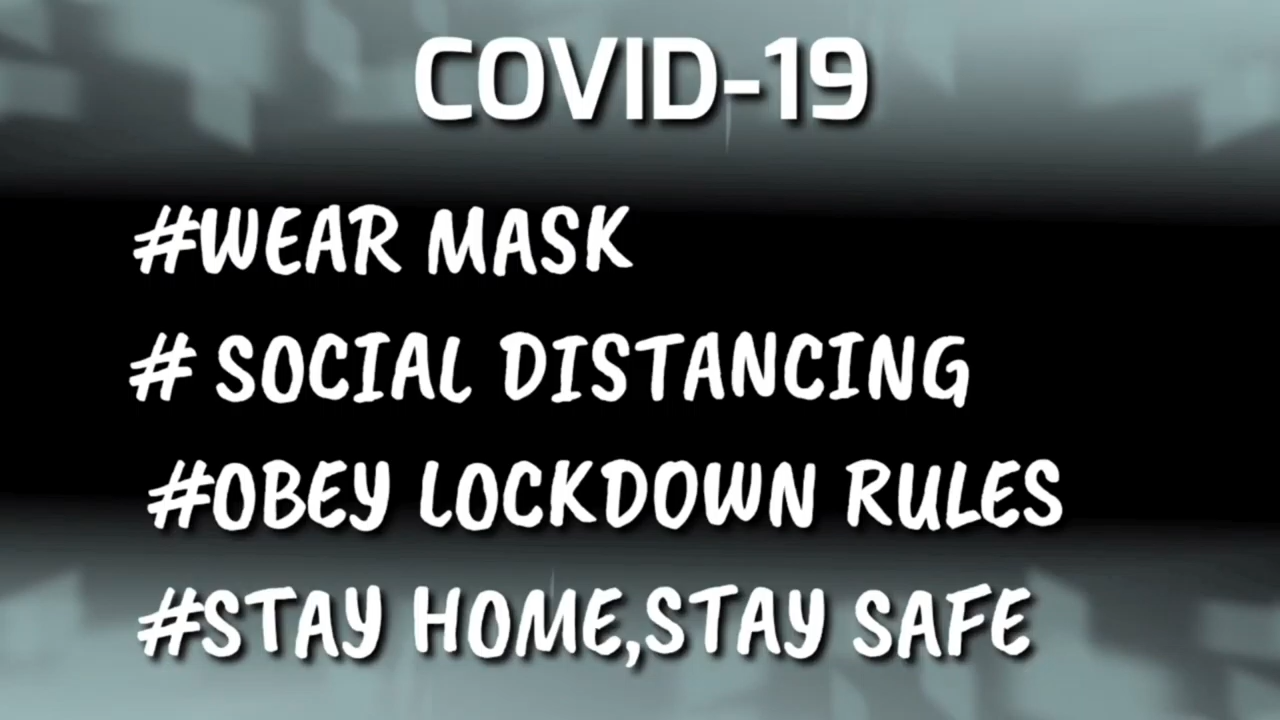 COVID-19
#WEAR MASK
# SOCIAL DISTANCING
#OBEY LOCKDOWN RULES
#STAY HOME,STAY SAFE